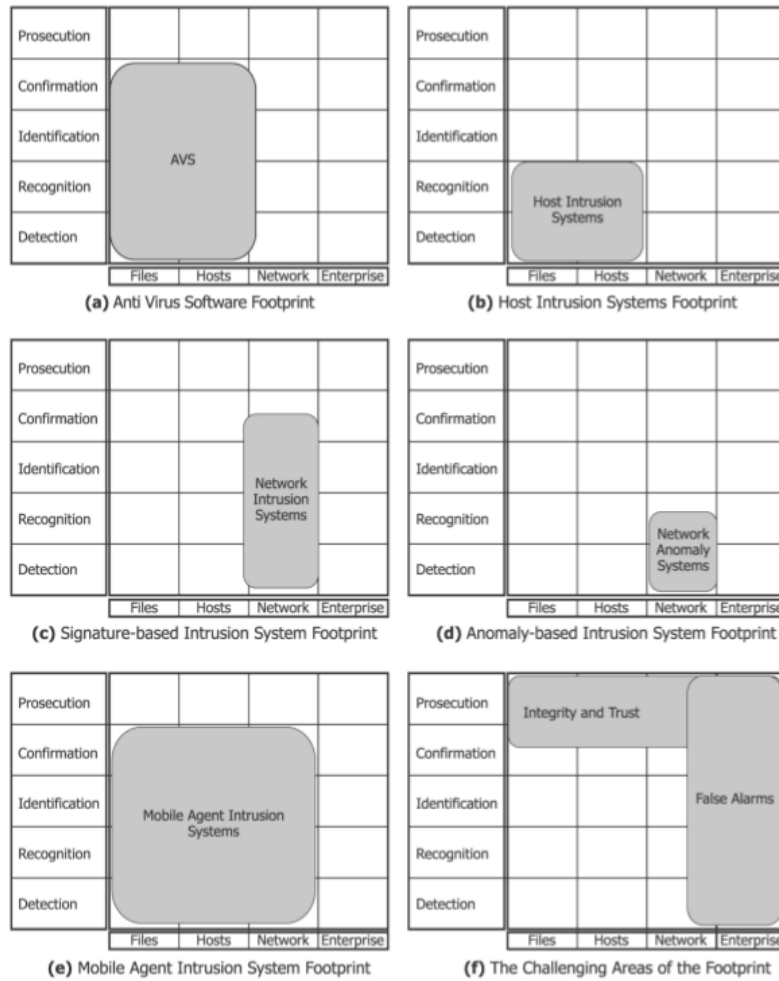 Prosecution
Confirmation
Identification
Recognition
Detection
AVS
Files Hosts Network Enterprise
(a) Anti Virus Software Footprint
Prosecution
Confirmation
Identification
Recognition
Detection
Host Intrusion
Systems
Files Hosts Network Enterprise
(b) Host Intrusion Systems Footprint
Prosecution
Confirmation
Identification
Recognition
Detection
Network
Intrusion
Systems
Files Hosts Network Enterprise
(c) Signature-based Intrusion System Footprint
Prosecution
Confirmation
Identification
Recognition
Detection
Network
Anomaly
Systems
Files Hosts Network Enterprise
(d) Anomaly-based Intrusion System Footprint
Prosecution
Confirmation
Identification
Recognition
Detection
Mobile Agent Intrusion
Systems
Files Hosts Network Enterprise
(e) Mobile Agent Intrusion System Footprint
Prosecution
Confirmation
Identification
Recognition
Detection
Integrity and Trust
False Alarms
Files Hosts Network Enterprise
(f) The Challenging Areas of the Footprint